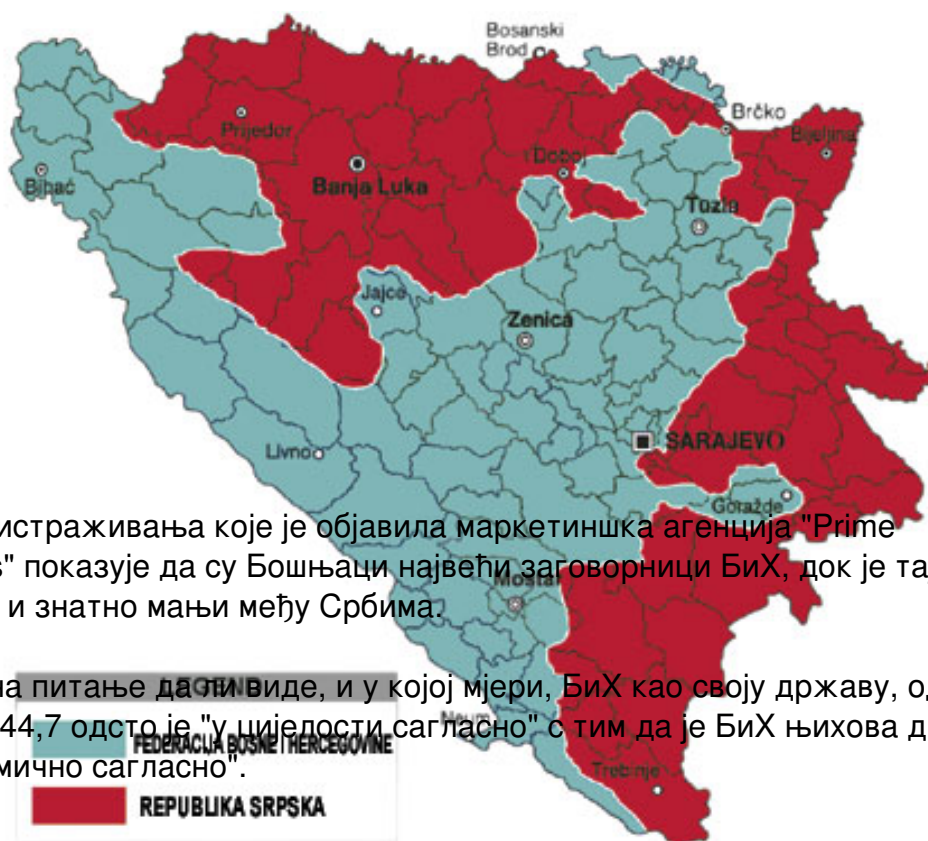 Bosanski
Brod
Brčko
Prijedor
Bijeljina
Doboj
Bihać
Banja Luka
Tuzla
Jajce
Zenica
Livno
SARAJEVO
Goražde
истраживања које је објавила маркетиншка агенција "Prime
" показује да су Бошњаци највећи заговорници БиХ, док је
Mostar
и знатно мањи међу Србима.
на питање да ли виде, и у којој мјери, БиХ као своју државу,
LEGEND
Neum
44,7 одсто је "у цијелости сагласно" с тим да је БиХ њихова
FEDERACIJA BOSNE I HERCEGOVINE
Trebinje
сагласно".
REPUBLIKA SRPSKA